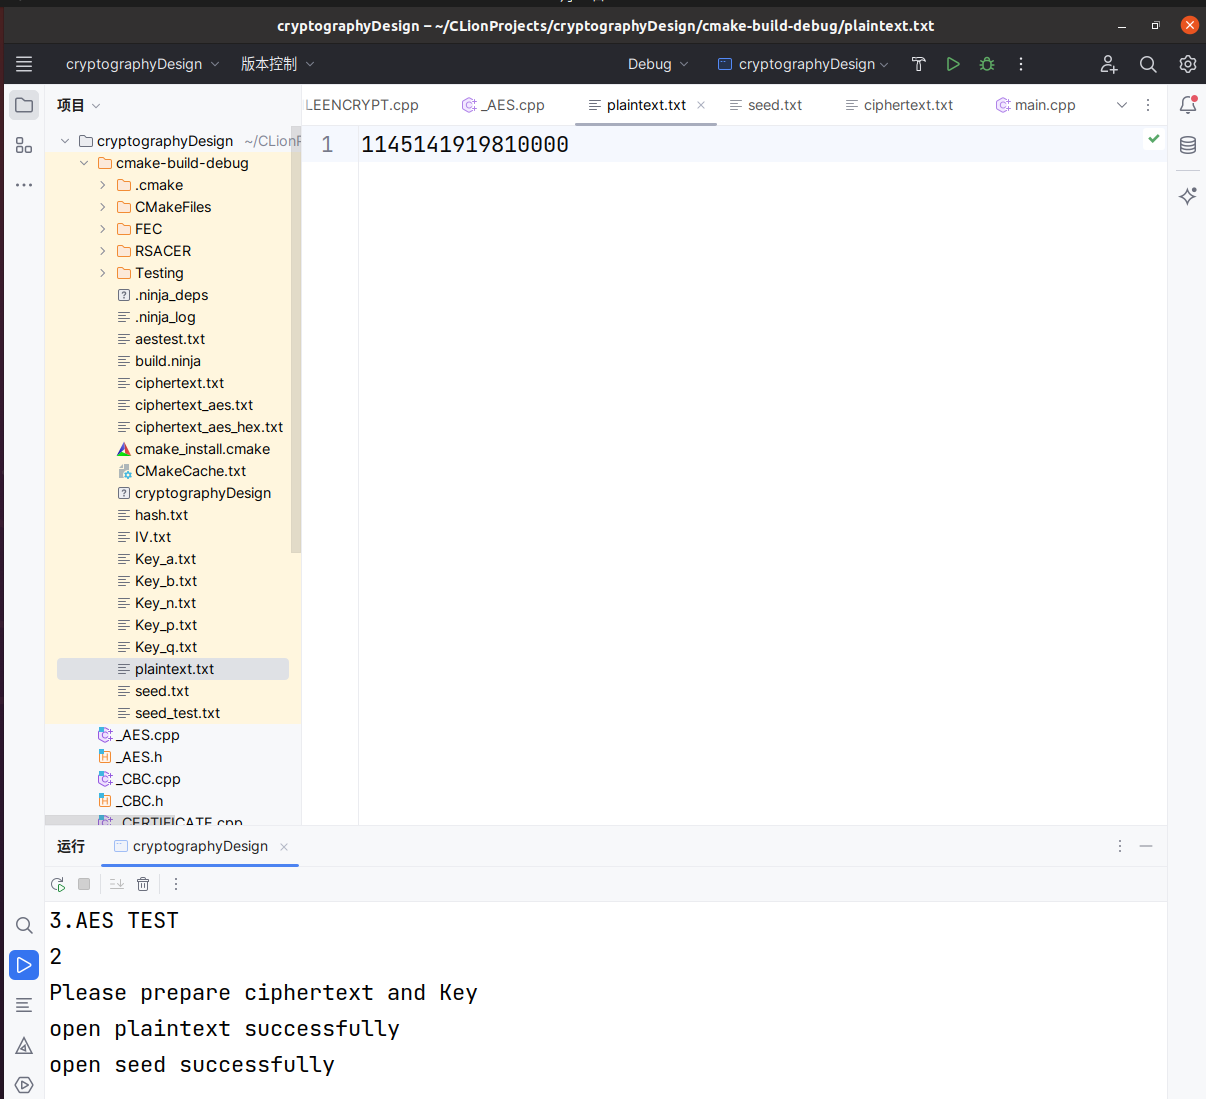 cryptographyDesign – ~/CLionProjects/cryptographyDesign/cmake-build-debug/plaintext.txt
cryptographyDesign 版本控制 Debug cryptographyDesign
项目
LEENCRYPT.cpp _AES.cpp plaintext.txt seed.txt ciphertext.txt main.cpp
1 1145141919810000
cryptographyDesign ~/CLionP
cmake-build-debug
.cmake
CMakeFiles
FEC
RSACER
Testing
.ninja_deps
.ninja_log
aestest.txt
build.ninja
ciphertext.txt
ciphertext_aes.txt
ciphertext_aes_hex.txt
cmake_install.cmake
CMakeCache.txt
cryptographyDesign
hash.txt
IV.txt
Key_a.txt
Key_b.txt
Key_n.txt
Key_p.txt
Key_q.txt
plaintext.txt
seed.txt
seed_test.txt
_AES.cpp
_AES.h
_CBC.cpp
_CBC.h
_CERTIFICATE.cpp
运行 cryptographyDesign
3.AES TEST
2
Please prepare ciphertext and Key
open plaintext successfully
open seed successfully